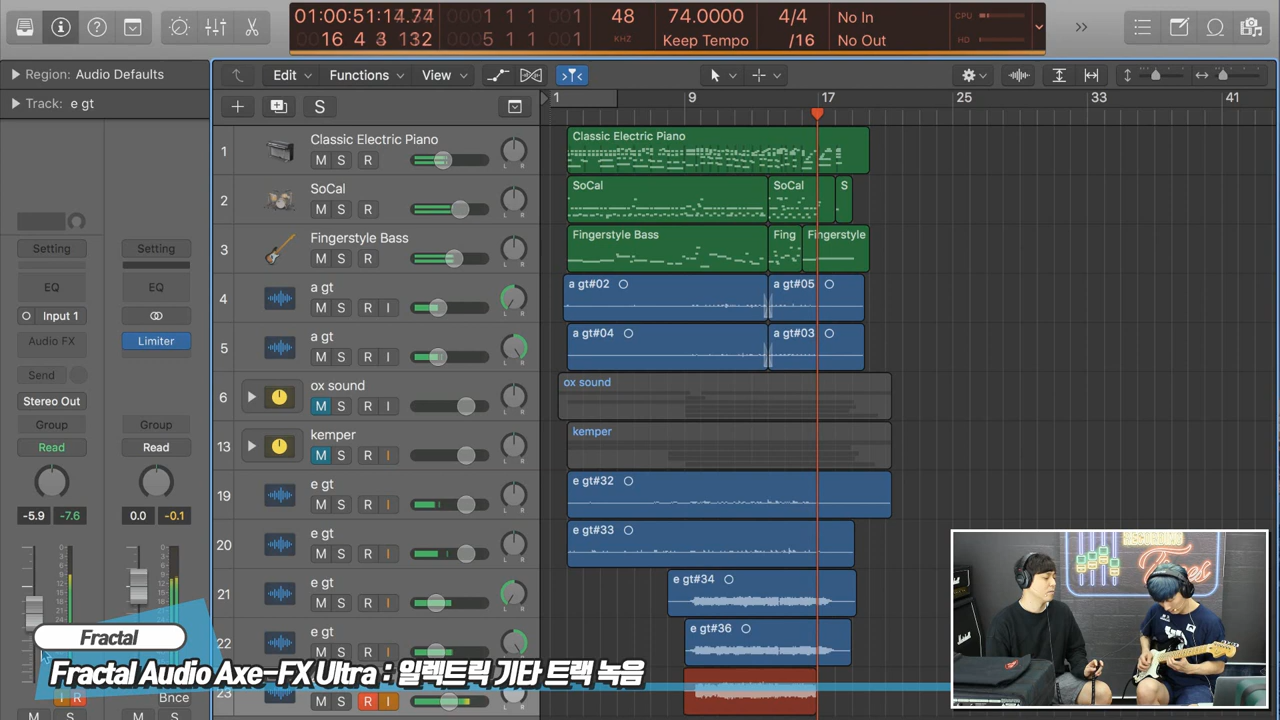 01:00:51:14.74
16 4 3 132
5 1 1 1
48
KHZ
74.0000
Keep Tempo
4/4
/16
No In
No Out
CPU
HD
Region: Audio Defaults
Track: e gt
Edit
Functions
View
S
1
9
17
25
33
41
Setting
Setting
EQ
EQ
Input 1
Audio FX
Limiter
Send
Stereo Out
Group
Group
Read
Read
-5.9
-7.6
0.0
-0.1
I
R
Bnce
M
S
M
1
Classic Electric Piano
M S R
Classic Electric Piano
2
SoCal
M S R
SoCal
SoCal
S
3
Fingerstyle Bass
M S R
Fingerstyle Bass
Fing
Fingerstyle
4
a gt
M S R I
a gt#02
a gt#05
5
a gt
M S R I
a gt#04
a gt#03
6
ox sound
M S R I
ox sound
13
kemper
M S R I
kemper
19
e gt
M S R I
e gt#32
20
e gt
M S R I
e gt#33
21
e gt
M S R I
e gt#34
22
e gt
M S R I
e gt#36
23
M S R I
Fractal
Fractal Audio Axe-FX Ultra : 일렉트릭 기타 트랙 녹음